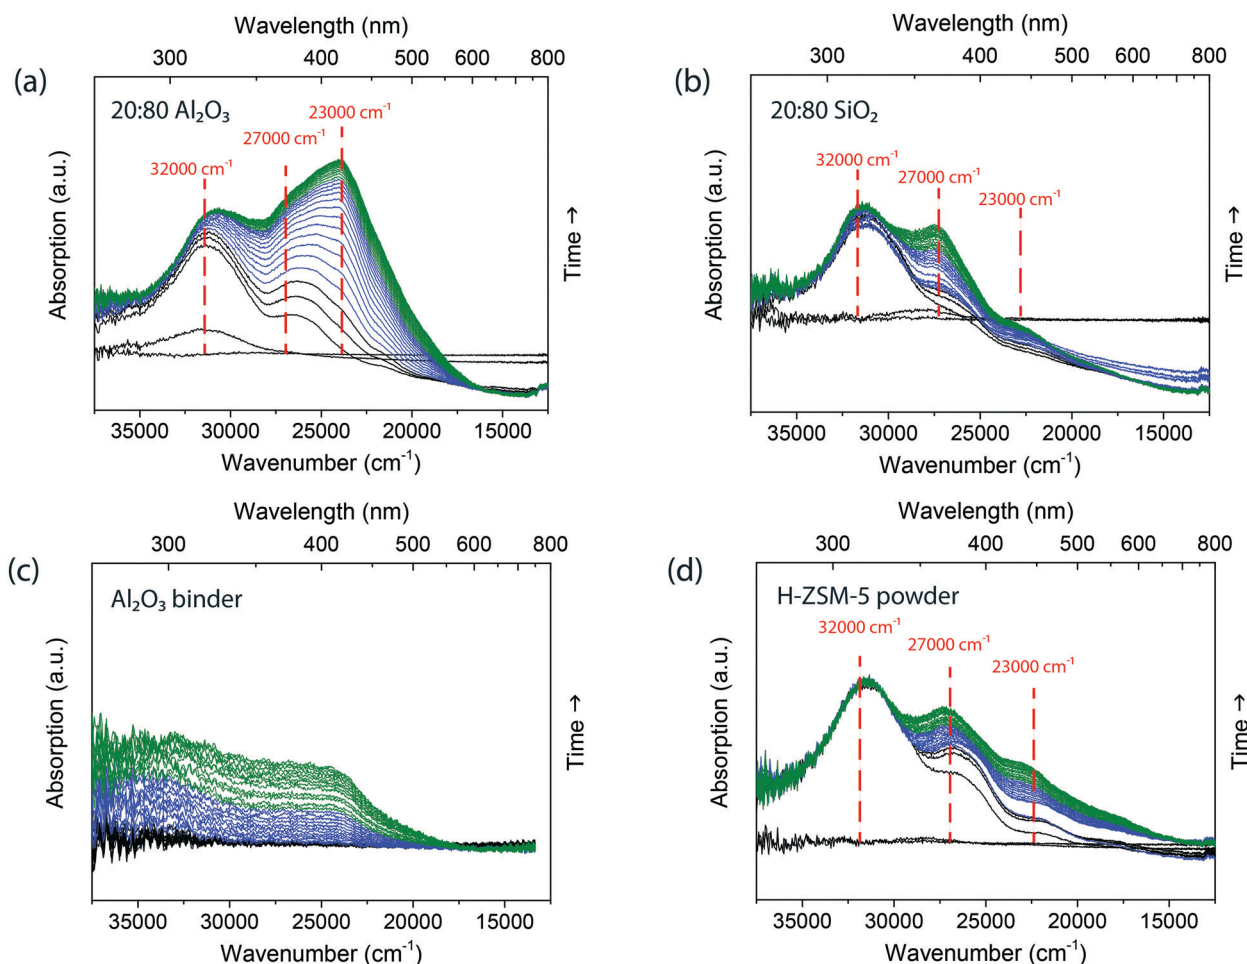 Wavelength (nm)
300 400 500 600 800
(a)
20:80 Al₂O₃
32000 cm⁻¹
27000 cm⁻¹
23000 cm⁻¹
Absorption (a.u.)
Time →
35000 30000 25000 20000 15000
Wavenumber (cm⁻¹)
Wavelength (nm)
300 400 500 600 800
(b)
20:80 SiO₂
32000 cm⁻¹
27000 cm⁻¹
23000 cm⁻¹
Absorption (a.u.)
Time →
35000 30000 25000 20000 15000
Wavenumber (cm⁻¹)
Wavelength (nm)
300 400 500 600 800
(c)
Al₂O₃ binder
Absorption (a.u.)
Time →
35000 30000 25000 20000 15000
Wavenumber (cm⁻¹)
Wavelength (nm)
300 400 500 600 800
(d)
H-ZSM-5 powder
32000 cm⁻¹
27000 cm⁻¹
23000 cm⁻¹
Absorption (a.u.)
Time →
35000 30000 25000 20000 15000
Wavenumber (cm⁻¹)